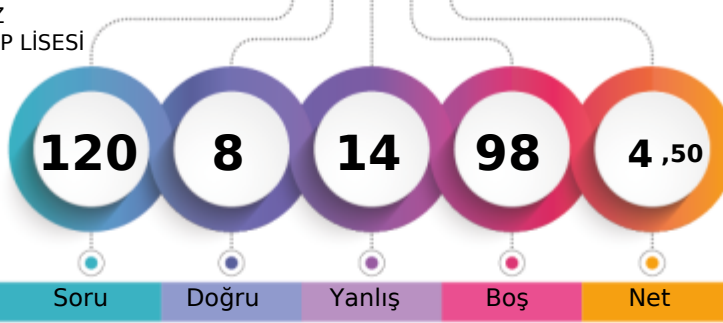 Z
P LİSESİ
120 8 14 98 4 ,50
Soru Doğru Yanlış Boş Net